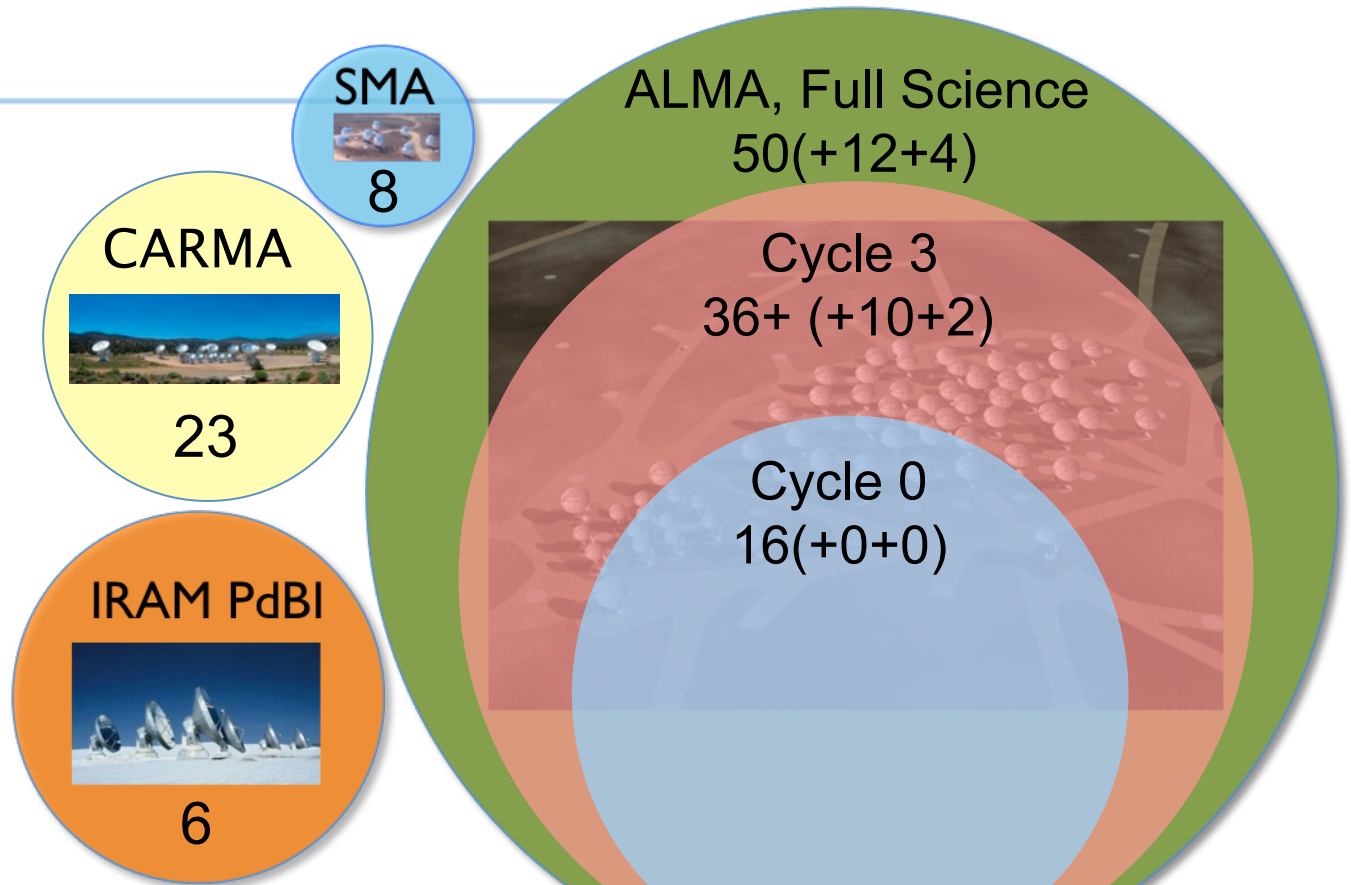 SMA
8
CARMA
23
IRAM PdBI
6
ALMA, Full Science
50(+12+4)
Cycle 3
36+ (+10+2)
Cycle 0
16(+0+0)